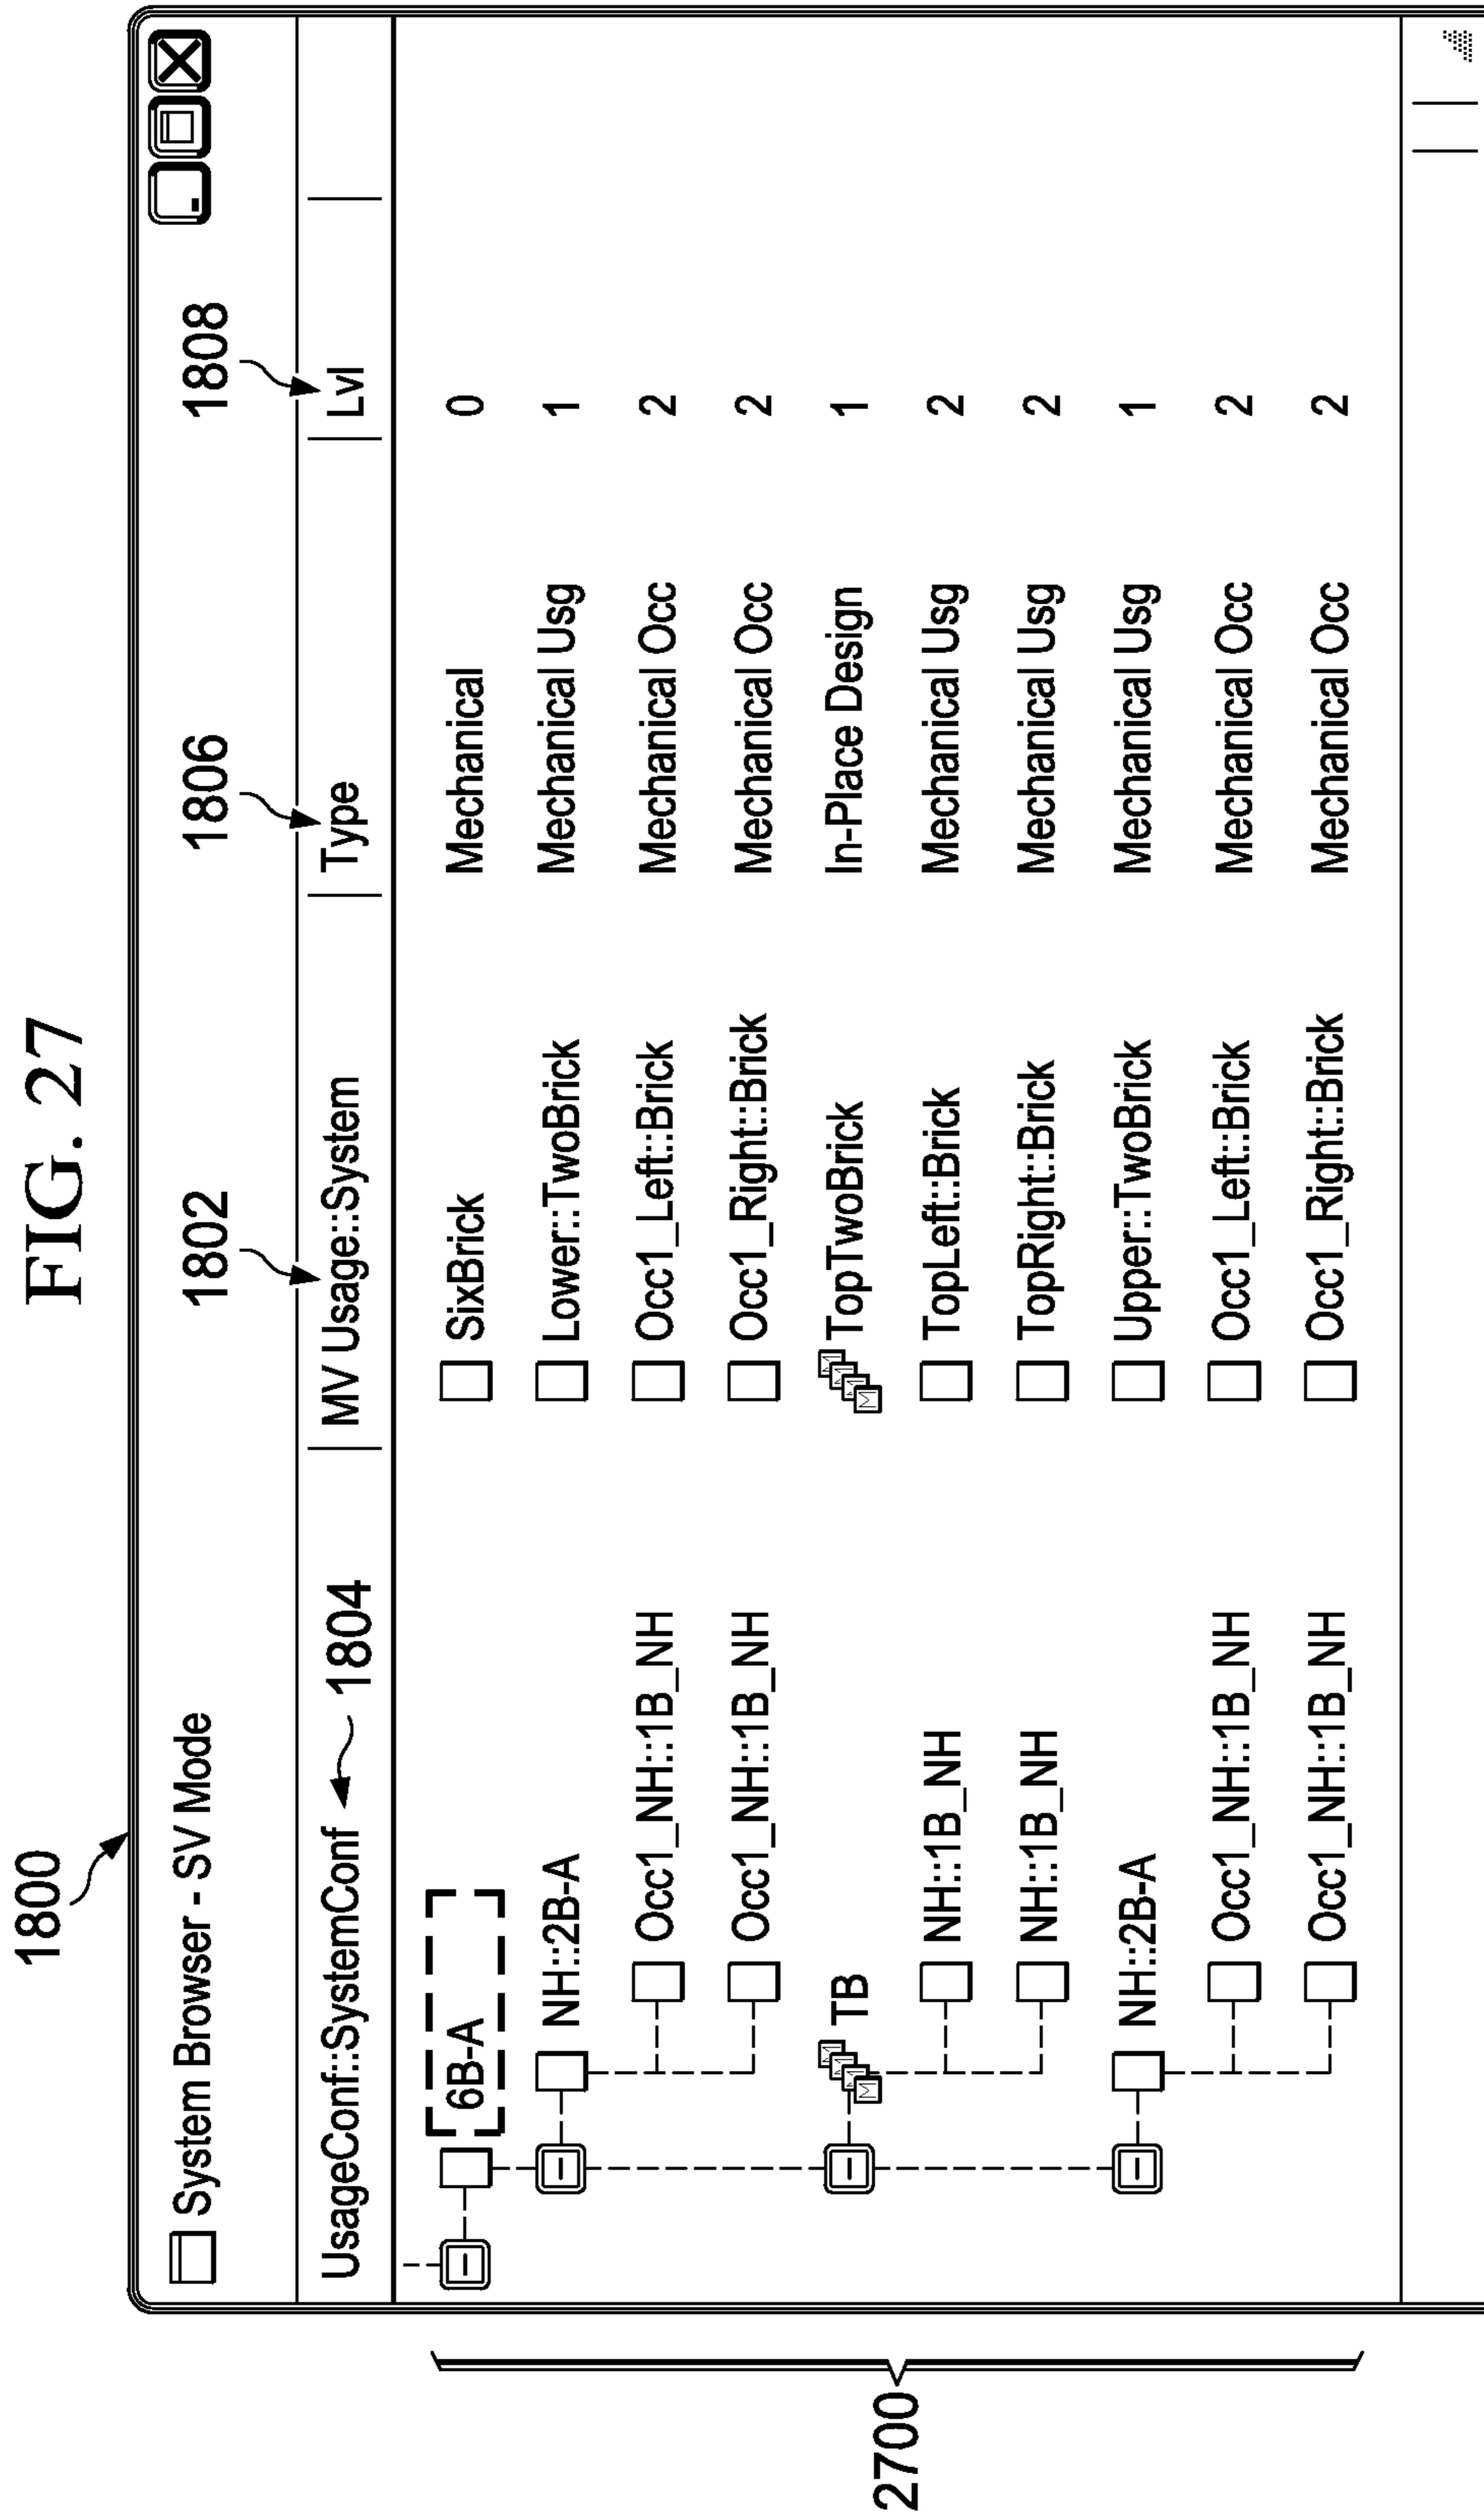 FIG. 27
1800
System Browser - SV Mode
1802
1806
1808
UsageConf::SystemConf
1804
MV Usage::System
Type
Lvl
6B-A
SixBrick
Mechanical
0
NH::2B-A
Lower::TwoBrick
Mechanical Usg
1
Occ1_NH::1B_NH
Occ1_Left::Brick
Mechanical Occ
2
Occ1_NH::1B_NH
Occ1_Right::Brick
Mechanical Occ
2
TB
TopTwoBrick
In-Place Design
1
NH::1B_NH
TopLeft::Brick
Mechanical Usg
2
NH::1B_NH
TopRight::Brick
Mechanical Usg
2
NH::2B-A
Upper::TwoBrick
Mechanical Usg
1
Occ1_NH::1B_NH
Occ1_Left::Brick
Mechanical Occ
2
Occ1_NH::1B_NH
Occ1_Right::Brick
Mechanical Occ
2
2700